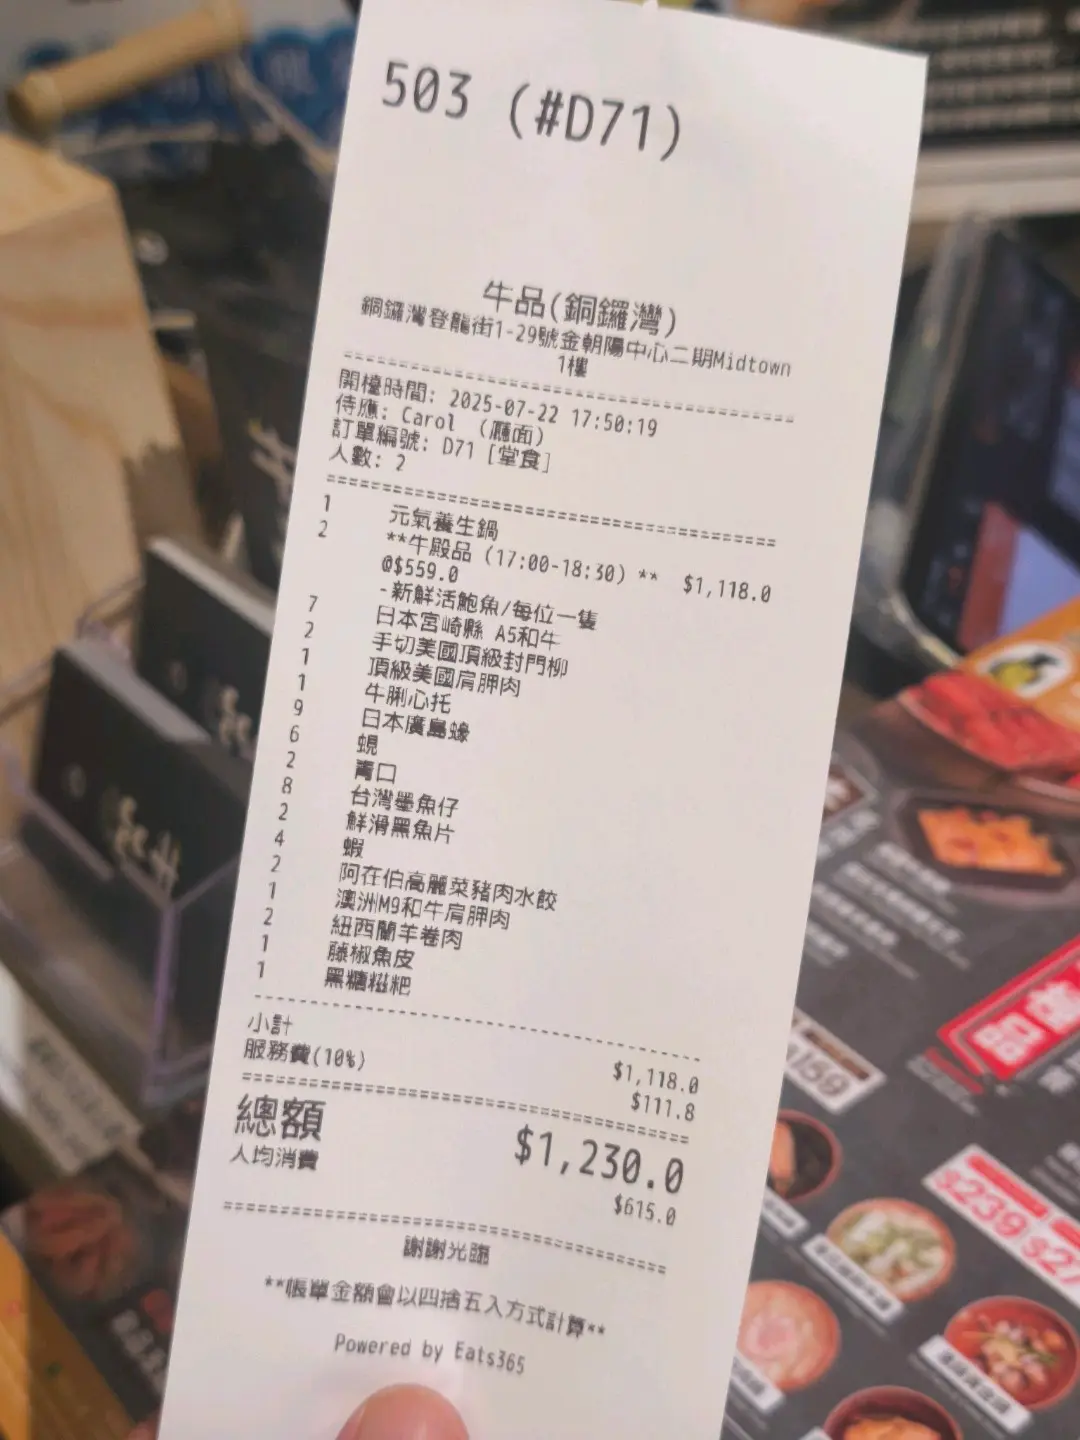 503 (#D71)
牛品(銅鑼灣)
銅鑼灣登龍街1-29號金朝陽中心二期Midtown
1樓
開檯時間: 2025-07-22 17:50:19
侍應: Carol (廳面)
訂單編號: D71 [堂食]
人數: 2
1 元氣養生鍋
2 **牛殿品 (17:00-18:30) ** $1,118.0
@$559.0
-新鮮活鮑魚/每位一隻
7 日本宮崎縣 A5和牛
2 手切美國頂級封門柳
1 頂級美國肩胛肉
1 牛脷心托
9 日本廣島蠔
6 蜆
2 青口
8 台灣墨魚仔
2 鮮滑黑魚片
4 蝦
2 阿在伯高麗菜豬肉水餃
1 澳洲M9和牛肩胛肉
2 紐西蘭羊卷肉
1 藤椒魚皮
1 黑糖糍粑
小計 $1,118.0
服務費(10%) $111.8
總額 $1,230.0
人均消費 $615.0
謝謝光臨
**帳單金額會以四捨五入方式計算**
Powered by Eats365
$159
$239